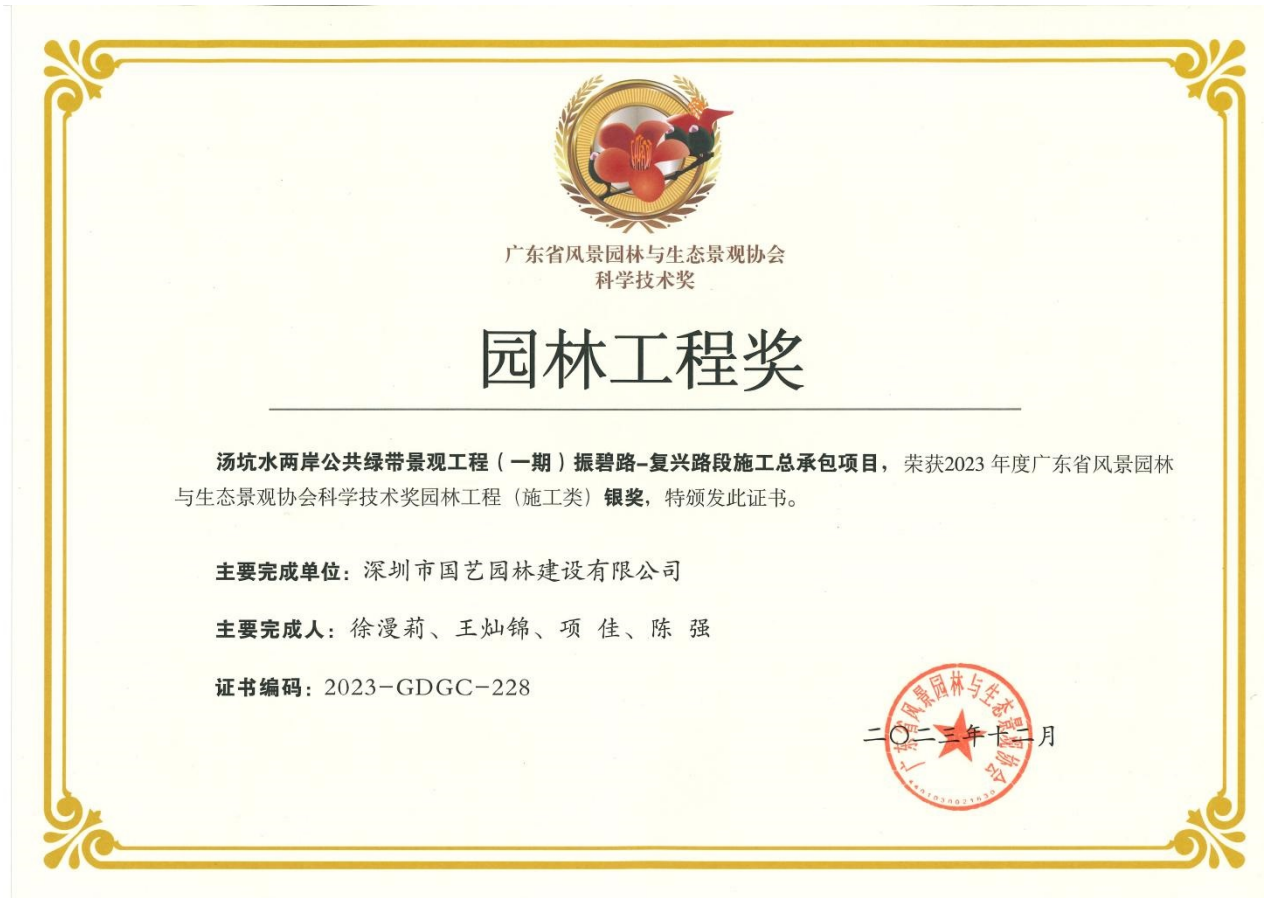 广东省风景园林与生态景观协会
科学技术奖
园林工程奖
汤坑水两岸公共绿带景观工程（一期）振碧路–复兴路段施工总承包项目，荣获2023 年度广东省风景园林
与生态景观协会科学技术奖园林工程（施工类）银奖，特颁发此证书。
主要完成单位：深圳市国艺园林建设有限公司
主要完成人：徐漫莉、王灿锦、项 佳、陈 强
证书编码：2023-GDGC-228
广东省风景园林与生态景观协会
二〇二三年十二月